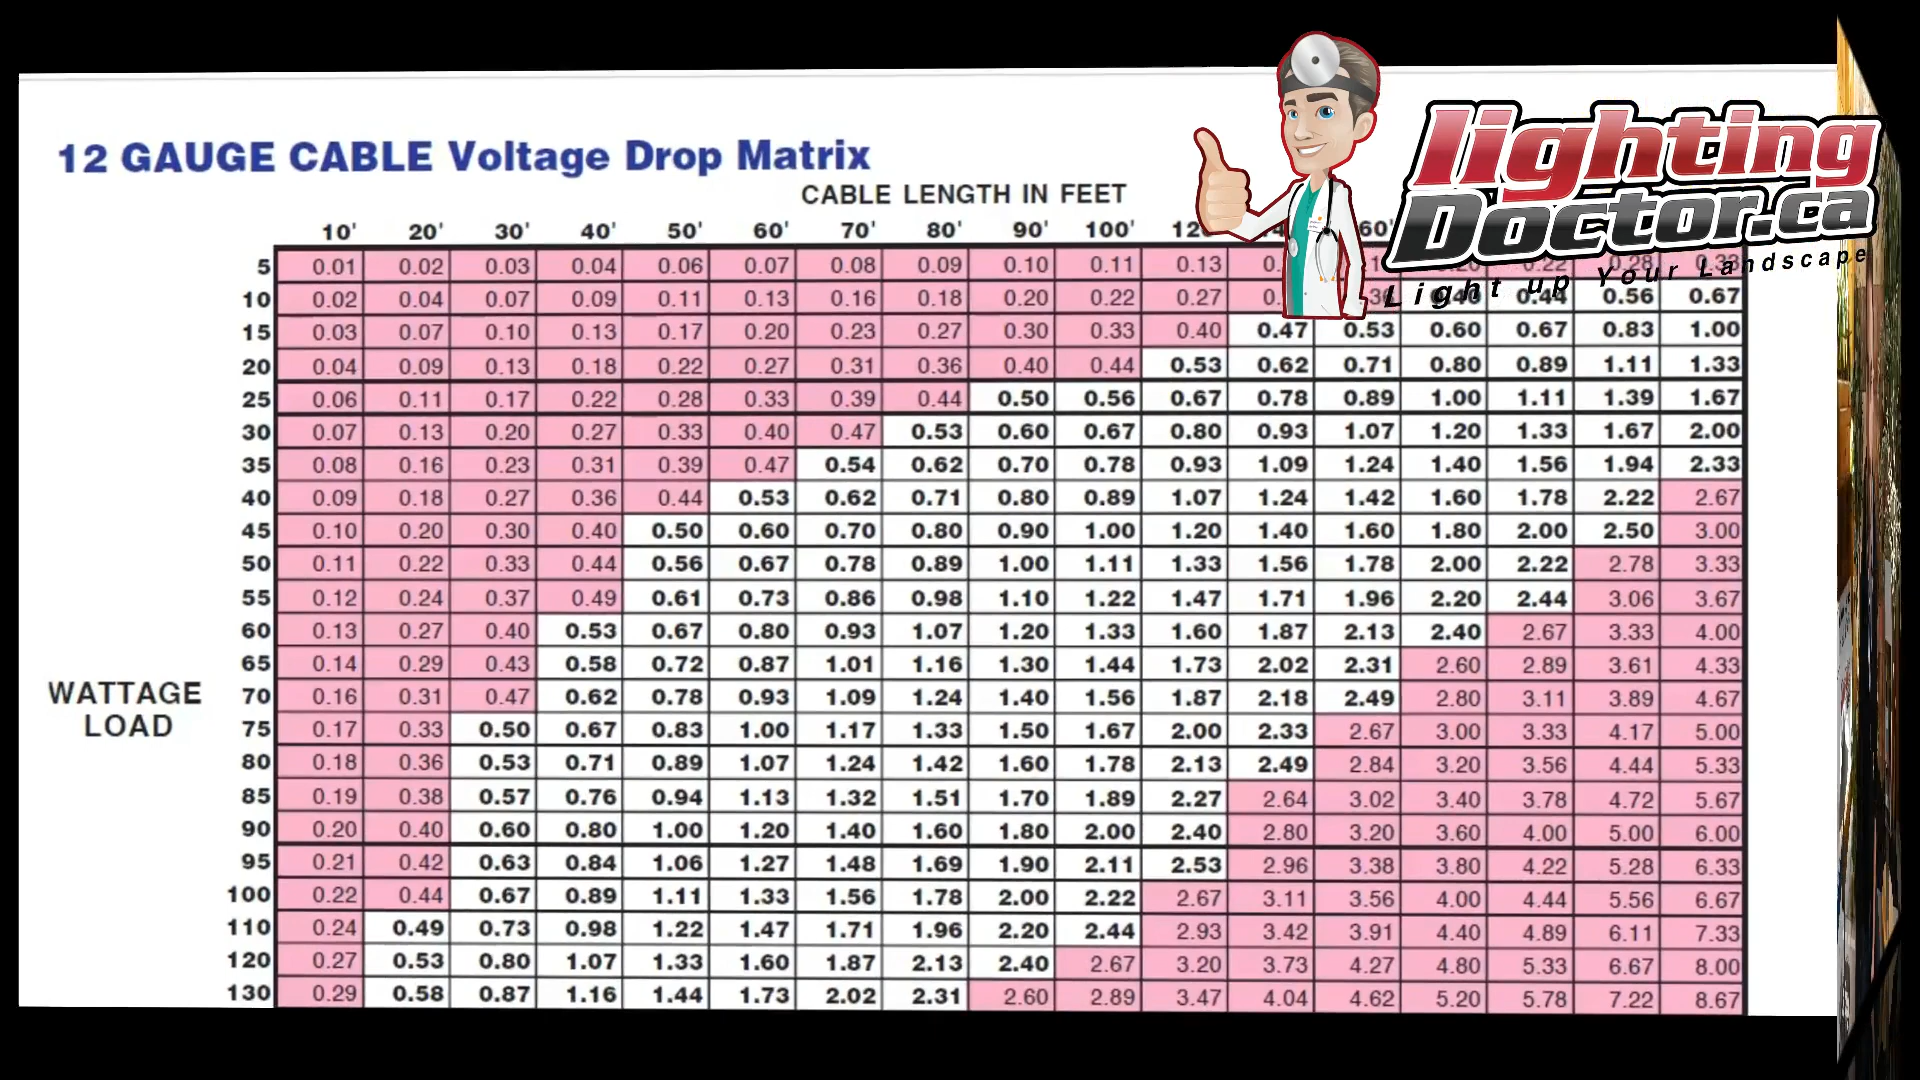 lighting
Doctor.ca
Light up Your Landscape
12 GAUGE CABLE Voltage Drop Matrix
CABLE LENGTH IN FEET
10' 20' 30' 40' 50' 60' 70' 80' 90' 100' 12 60'
5 0.01 0.02 0.03 0.04 0.06 0.07 0.08 0.09 0.10 0.11 0.13 0.22 0.28 0.33
10 0.02 0.04 0.07 0.09 0.11 0.13 0.16 0.18 0.20 0.22 0.27 0.40 0.44 0.56 0.67
15 0.03 0.07 0.10 0.13 0.17 0.20 0.23 0.27 0.30 0.33 0.40 0.47 0.53 0.60 0.67 0.83 1.00
20 0.04 0.09 0.13 0.18 0.22 0.27 0.31 0.36 0.40 0.44 0.53 0.62 0.71 0.80 0.89 1.11 1.33
25 0.06 0.11 0.17 0.22 0.28 0.33 0.39 0.44 0.50 0.56 0.67 0.78 0.89 1.00 1.11 1.39 1.67
30 0.07 0.13 0.20 0.27 0.33 0.40 0.47 0.53 0.60 0.67 0.80 0.93 1.07 1.20 1.33 1.67 2.00
35 0.08 0.16 0.23 0.31 0.39 0.47 0.54 0.62 0.70 0.78 0.93 1.09 1.24 1.40 1.56 1.94 2.33
40 0.09 0.18 0.27 0.36 0.44 0.53 0.62 0.71 0.80 0.89 1.07 1.24 1.42 1.60 1.78 2.22 2.67
45 0.10 0.20 0.30 0.40 0.50 0.60 0.70 0.80 0.90 1.00 1.20 1.40 1.60 1.80 2.00 2.50 3.00
50 0.11 0.22 0.33 0.44 0.56 0.67 0.78 0.89 1.00 1.11 1.33 1.56 1.78 2.00 2.22 2.78 3.33
55 0.12 0.24 0.37 0.49 0.61 0.73 0.86 0.98 1.10 1.22 1.47 1.71 1.96 2.20 2.44 3.06 3.67
60 0.13 0.27 0.40 0.53 0.67 0.80 0.93 1.07 1.20 1.33 1.60 1.87 2.13 2.40 2.67 3.33 4.00
65 0.14 0.29 0.43 0.58 0.72 0.87 1.01 1.16 1.30 1.44 1.73 2.02 2.31 2.60 2.89 3.61 4.33
WATTAGE LOAD
70 0.16 0.31 0.47 0.62 0.78 0.93 1.09 1.24 1.40 1.56 1.87 2.18 2.49 2.80 3.11 3.89 4.67
75 0.17 0.33 0.50 0.67 0.83 1.00 1.17 1.33 1.50 1.67 2.00 2.33 2.67 3.00 3.33 4.17 5.00
80 0.18 0.36 0.53 0.71 0.89 1.07 1.24 1.42 1.60 1.78 2.13 2.49 2.84 3.20 3.56 4.44 5.33
85 0.19 0.38 0.57 0.76 0.94 1.13 1.32 1.51 1.70 1.89 2.27 2.64 3.02 3.40 3.78 4.72 5.67
90 0.20 0.40 0.60 0.80 1.00 1.20 1.40 1.60 1.80 2.00 2.40 2.80 3.20 3.60 4.00 5.00 6.00
95 0.21 0.42 0.63 0.84 1.06 1.27 1.48 1.69 1.90 2.11 2.53 2.96 3.38 3.80 4.22 5.28 6.33
100 0.22 0.44 0.67 0.89 1.11 1.33 1.56 1.78 2.00 2.22 2.67 3.11 3.56 4.00 4.44 5.56 6.67
110 0.24 0.49 0.73 0.98 1.22 1.47 1.71 1.96 2.20 2.44 2.93 3.42 3.91 4.40 4.89 6.11 7.33
120 0.27 0.53 0.80 1.07 1.33 1.60 1.87 2.13 2.40 2.67 3.20 3.73 4.27 4.80 5.33 6.67 8.00
130 0.29 0.58 0.87 1.16 1.44 1.73 2.02 2.31 2.60 2.89 3.47 4.04 4.62 5.20 5.78 7.22 8.67